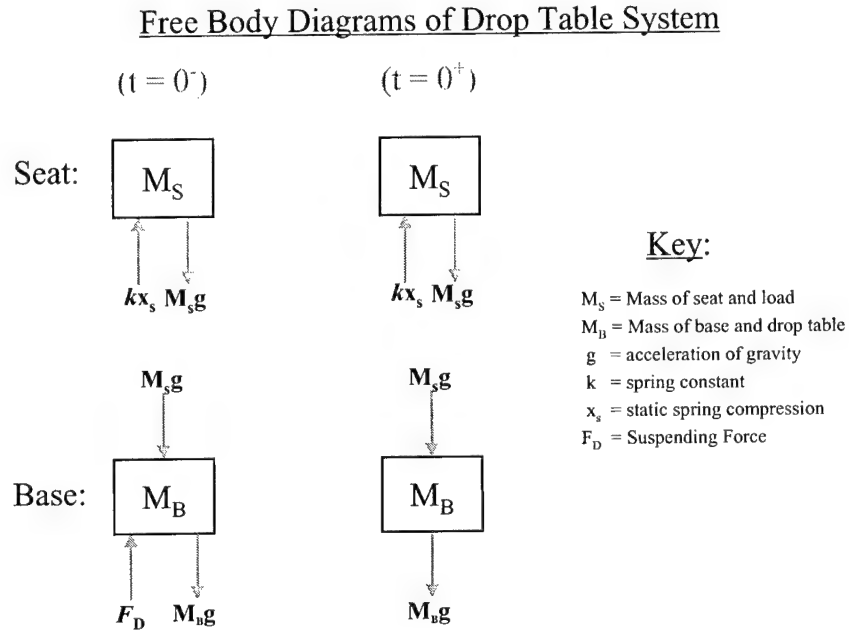 Free Body Diagrams of Drop Table System
(t = 0⁻) (t = 0⁺)
Seat: M_S M_S
kx_s M_sg kx_s M_sg
Key:
M_S = Mass of seat and load
M_B = Mass of base and drop table
g = acceleration of gravity
k = spring constant
x_s = static spring compression
F_D = Suspending Force
M_sg M_sg
Base: M_B M_B
F_D M_Bg M_Bg